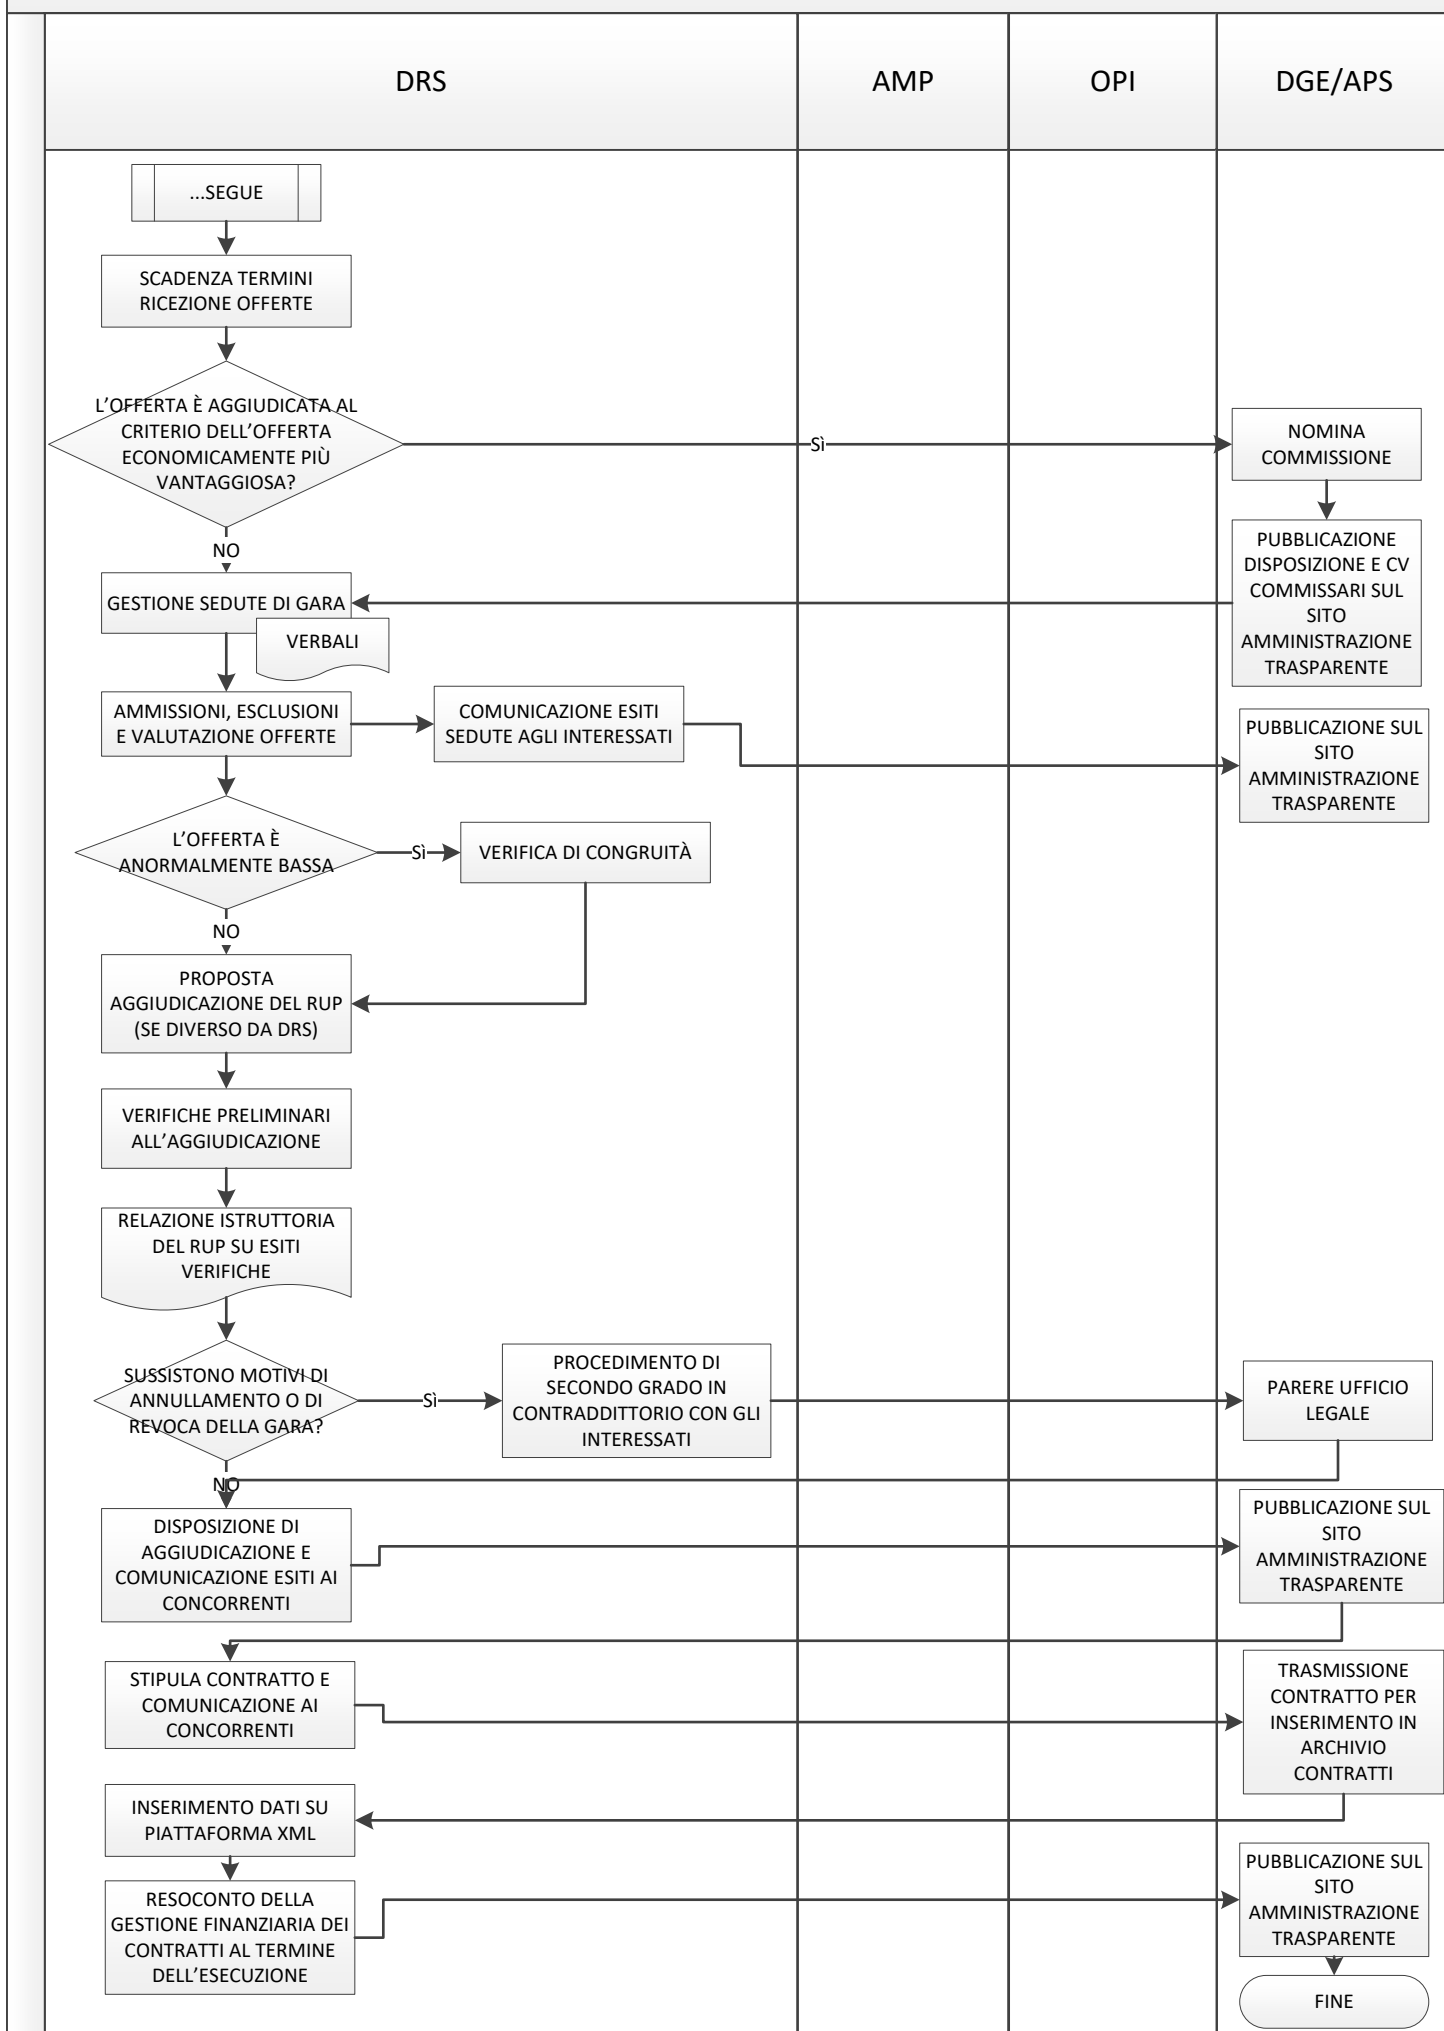 DRS
AMP
OPI
DGE/APS
...SEGUE
SCADENZA TERMINI
RICEZIONE OFFERTE
L’OFFERTA È AGGIUDICATA AL
CRITERIO DELL’OFFERTA
ECONOMICAMENTE PIÙ
VANTAGGIOSA?
Sì
NOMINA
COMMISSIONE
NO
PUBBLICAZIONE
DISPOSIZIONE E CV
COMMISSARI SUL
SITO
AMMINISTRAZIONE
TRASPARENTE
GESTIONE SEDUTE DI GARA
VERBALI
AMMISSIONI, ESCLUSIONI
E VALUTAZIONE OFFERTE
COMUNICAZIONE ESITI
SEDUTE AGLI INTERESSATI
PUBBLICAZIONE SUL
SITO
AMMINISTRAZIONE
TRASPARENTE
L’OFFERTA È
ANORMALMENTE BASSA
Sì
VERIFICA DI CONGRUITÀ
NO
PROPOSTA
AGGIUDICAZIONE DEL RUP
(SE DIVERSO DA DRS)
VERIFICHE PRELIMINARI
ALL’AGGIUDICAZIONE
RELAZIONE ISTRUTTORIA
DEL RUP SU ESITI
VERIFICHE
SUSSISTONO MOTIVI DI
ANNULLAMENTO O DI
REVOCA DELLA GARA?
Sì
PROCEDIMENTO DI
SECONDO GRADO IN
CONTRADDITTORIO CON GLI
INTERESSATI
PARERE UFFICIO
LEGALE
NO
DISPOSIZIONE DI
AGGIUDICAZIONE E
COMUNICAZIONE ESITI AI
CONCORRENTI
PUBBLICAZIONE SUL
SITO
AMMINISTRAZIONE
TRASPARENTE
STIPULA CONTRATTO E
COMUNICAZIONE AI
CONCORRENTI
TRASMISSIONE
CONTRATTO PER
INSERIMENTO IN
ARCHIVIO
CONTRATTI
INSERIMENTO DATI SU
PIATTAFORMA XML
RESOCONTO DELLA
GESTIONE FINANZIARIA DEI
CONTRATTI AL TERMINE
DELL’ESECUZIONE
PUBBLICAZIONE SUL
SITO
AMMINISTRAZIONE
TRASPARENTE
FINE